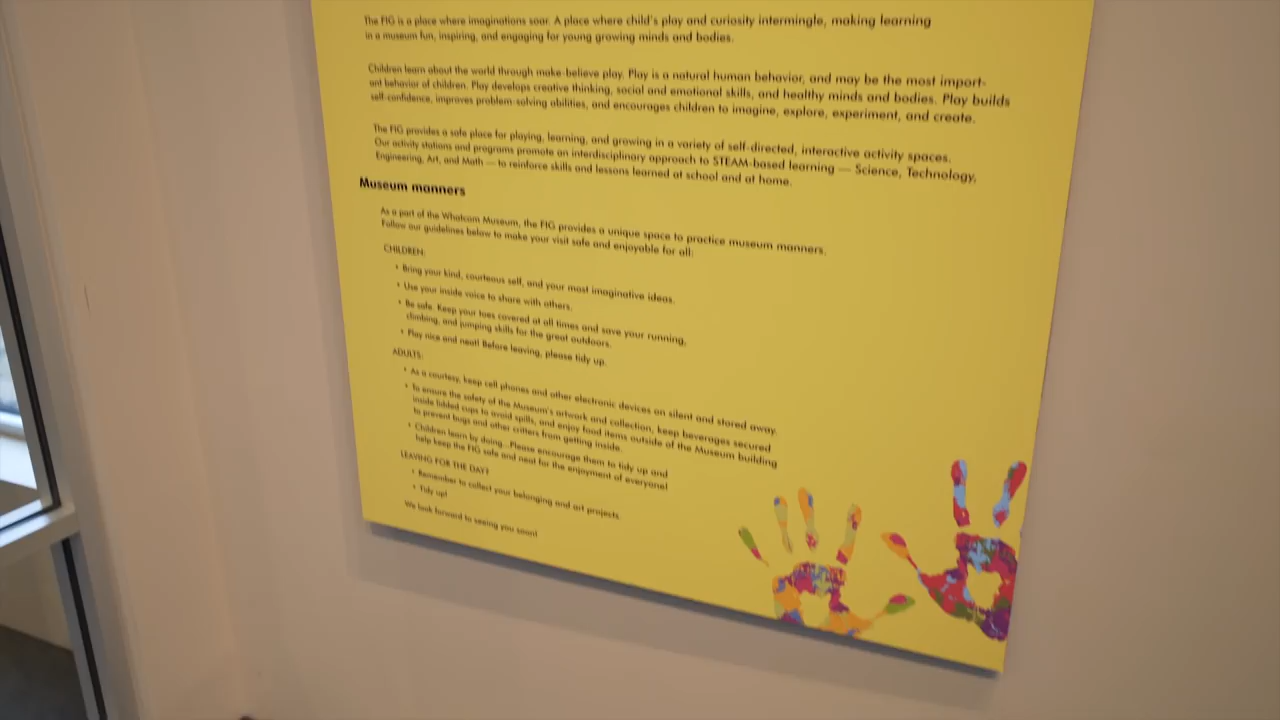 The FIG is a place where imaginations soar. A place where child's play and curiosity intermingle, making learning
in a museum fun, inspiring, and engaging for young growing minds and bodies.
Children learn about the world through make-believe play. Play is a natural human behavior, and may be the most import-
ant behavior of children. Play develops creative thinking, social and emotional skills, and healthy minds and bodies. Play builds
self-confidence, improves problem-solving abilities, and encourages children to imagine, explore, experiment, and create.
The FIG provides a safe place for playing, learning, and growing in a variety of self-directed, interactive activity spaces.
Our activity stations and programs promote an interdisciplinary approach to STEAM-based learning — Science, Technology,
Engineering, Art, and Math — to reinforce skills and lessons learned at school and at home.
Museum manners
As a part of the Whatcom Museum, the FIG provides a unique space to practice museum manners.
Follow our guidelines below to make your visit safe and enjoyable for all:
CHILDREN:
• Bring your kind, courteous self, and your most imaginative ideas.
• Use your inside voice to share with others.
• Be safe. Keep your toes covered at all times and save your running,
climbing, and jumping skills for the great outdoors.
• Play nice and neat! Before leaving, please tidy up.
ADULTS:
• As a courtesy, keep cell phones and other electronic devices on silent and stored away.
• To ensure the safety of the Museum's artwork and collection, keep beverages secured
inside lidded cups to avoid spills, and enjoy food items outside of the Museum building
to prevent bugs and other critters from getting inside.
• Children learn by doing...Please encourage them to tidy up and
help keep the FIG safe and neat for the enjoyment of everyone!
LEAVING FOR THE DAY?
• Remember to collect your belonging and art projects.
• Tidy up!
We look forward to seeing you soon!